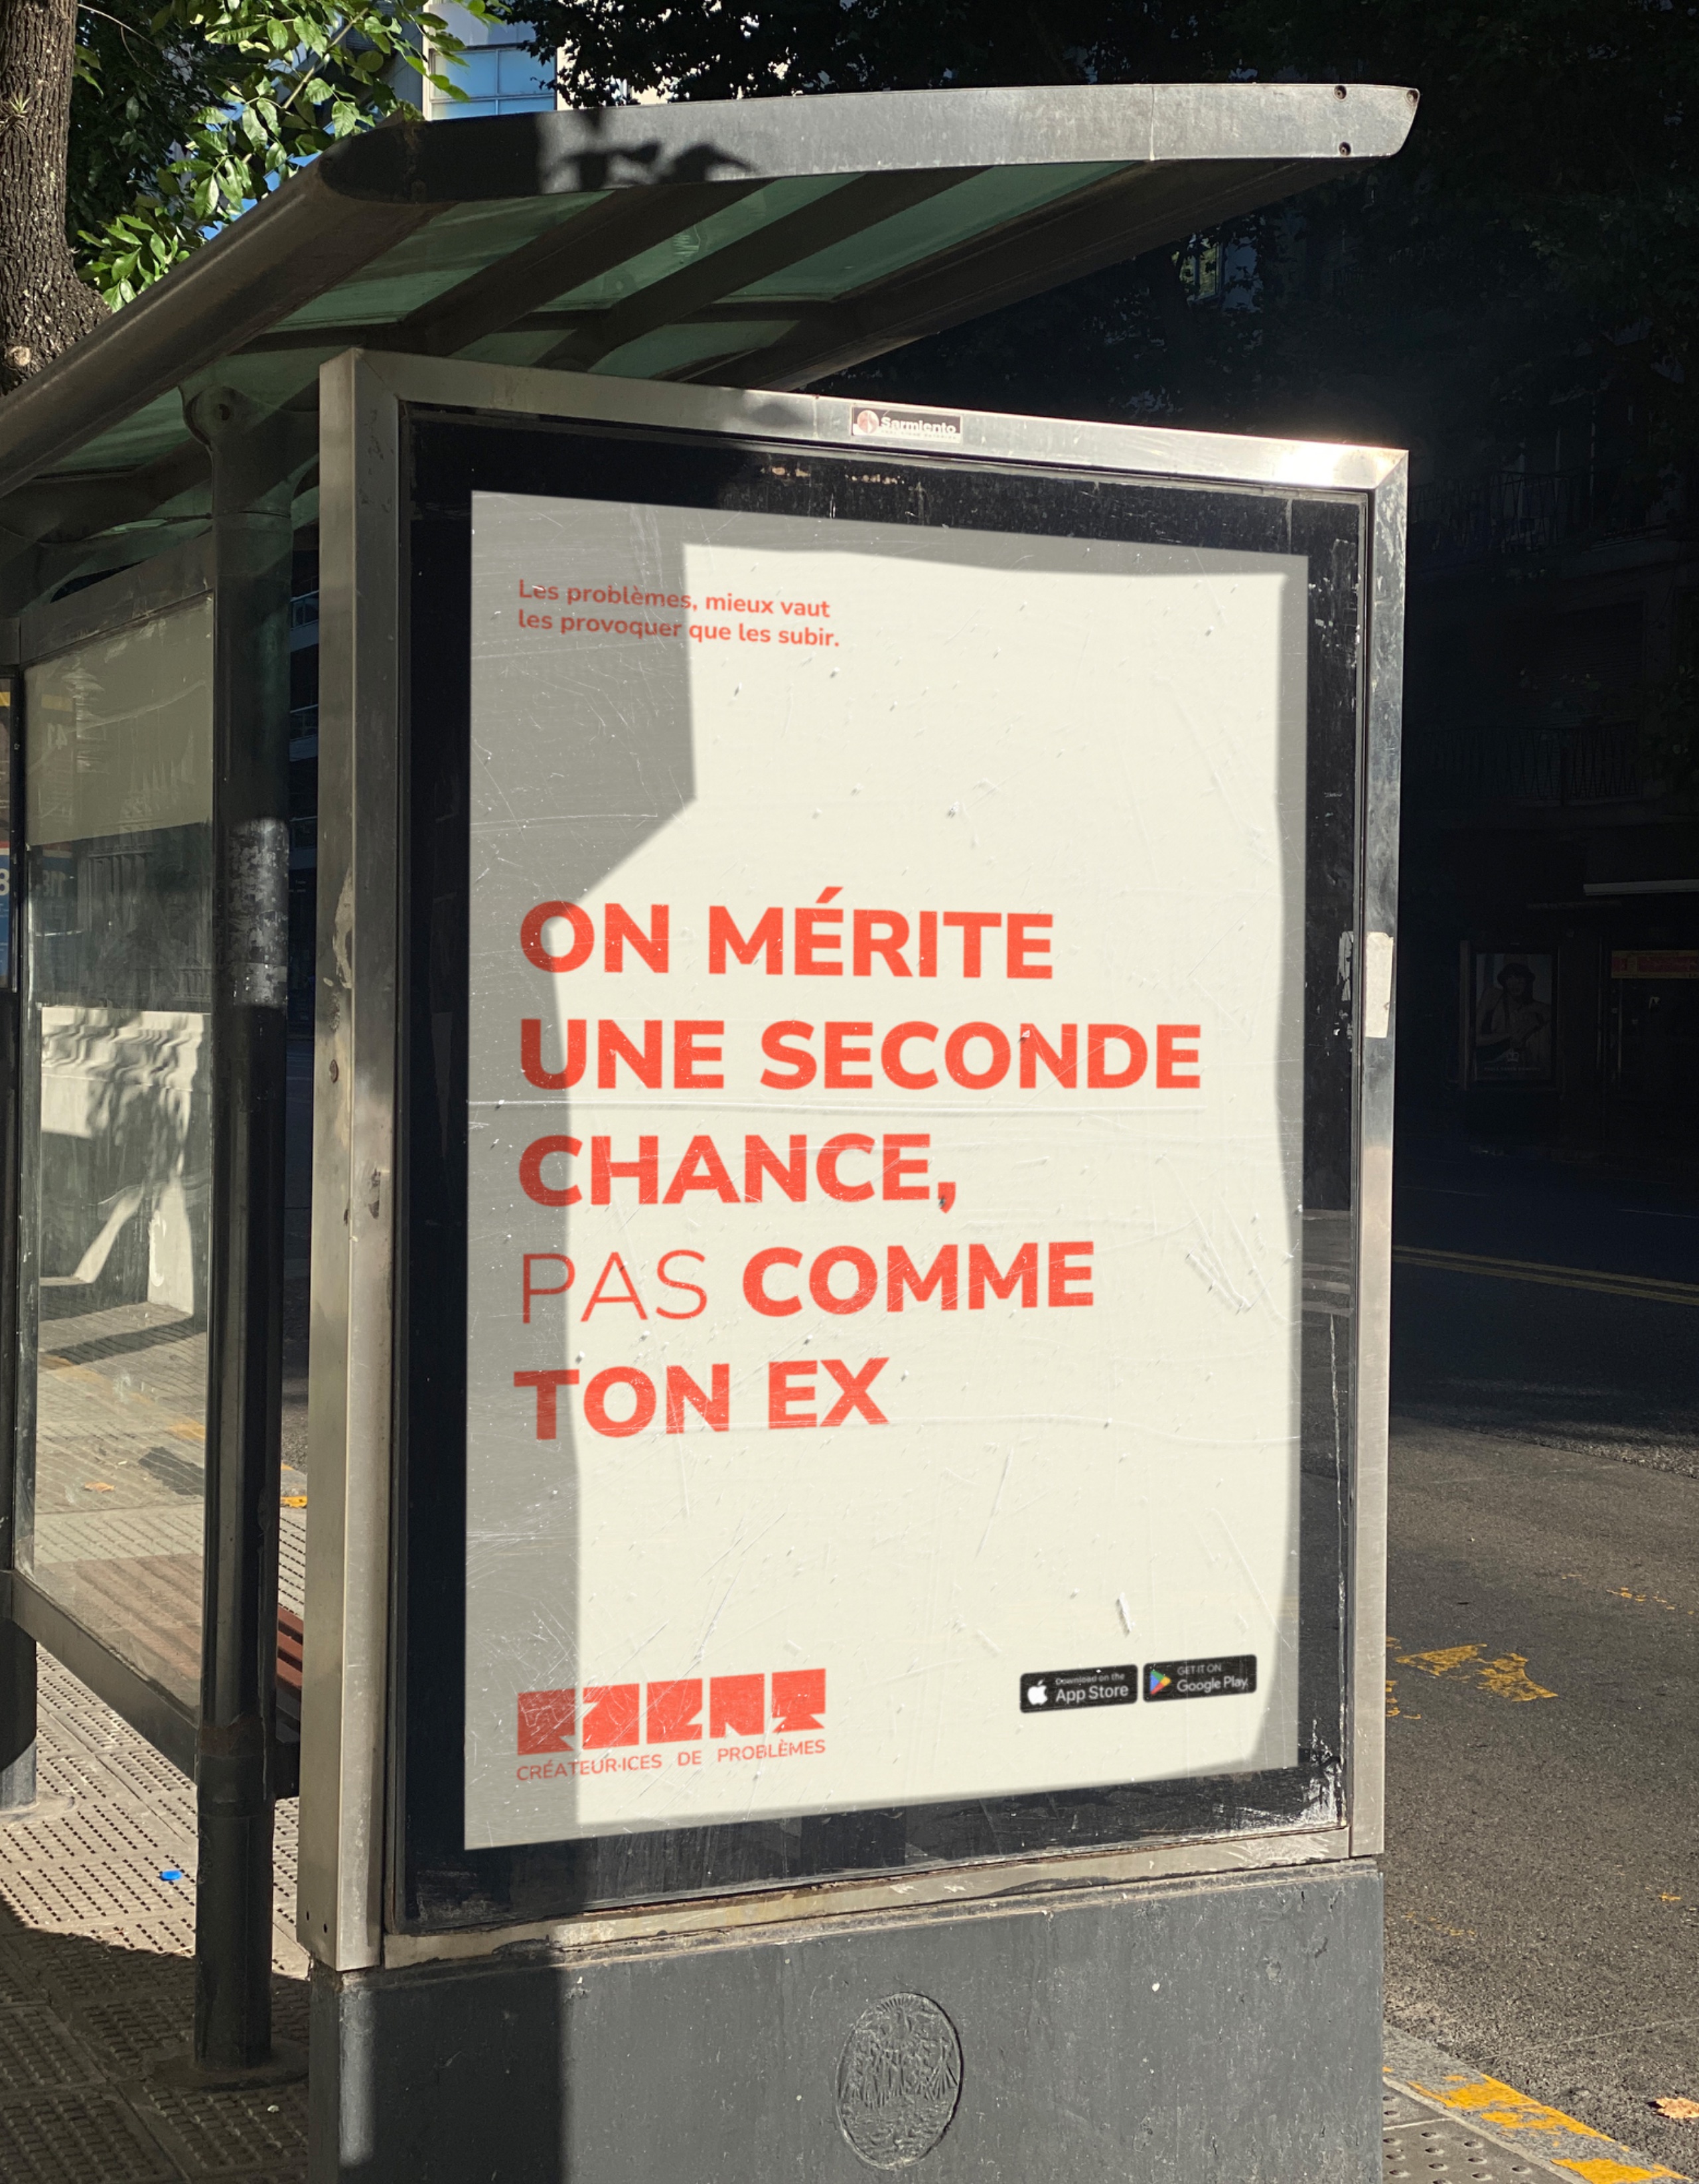 Sarmiento
Les problèmes, mieux vaut
les provoquer que les subir.
ON MÉRITE
UNE SECONDE
CHANCE,
PAS COMME
TON EX
CRÉATEUR·ICES DE PROBLÈMES
Download on the
App Store
GET IT ON
Google Play